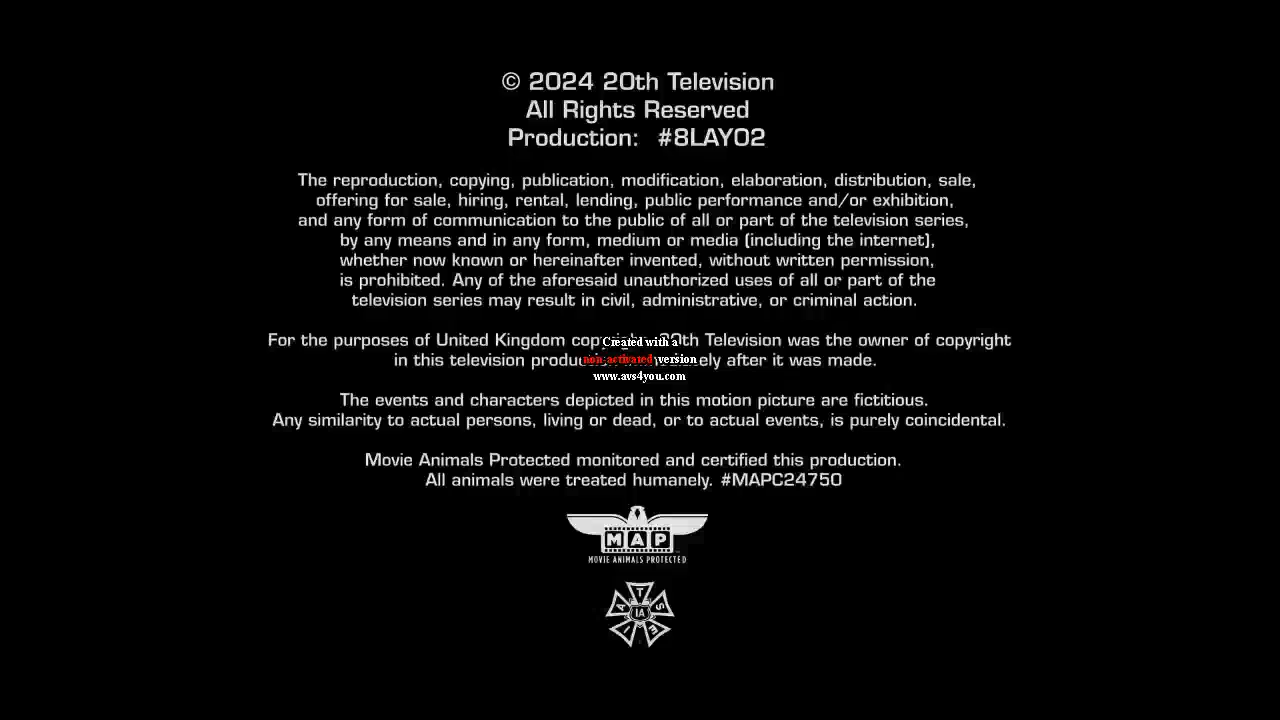 © 2024 20th Television
All Rights Reserved
Production: #8LAY02
The reproduction, copying, publication, modification, elaboration, distribution, sale,
offering for sale, hiring, rental, lending, public performance and/or exhibition,
and any form of communication to the public of all or part of the television series,
by any means and in any form, medium or media (including the internet),
whether now known or hereinafter invented, without written permission,
is prohibited. Any of the aforesaid unauthorized uses of all or part of the
television series may result in civil, administrative, or criminal action.
For the purposes of United Kingdom 20th Television was the owner of copyright
Created with a
in this television after it was made.
non-activated version
www.avs4you.com
The events and characters depicted in this motion picture are fictitious.
Any similarity to actual persons, living or dead, or to actual events, is purely coincidental.
Movie Animals Protected monitored and certified this production.
All animals were treated humanely. #MAPC24750
MAP
MOVIE ANIMALS PROTECTED
IATSE
IA